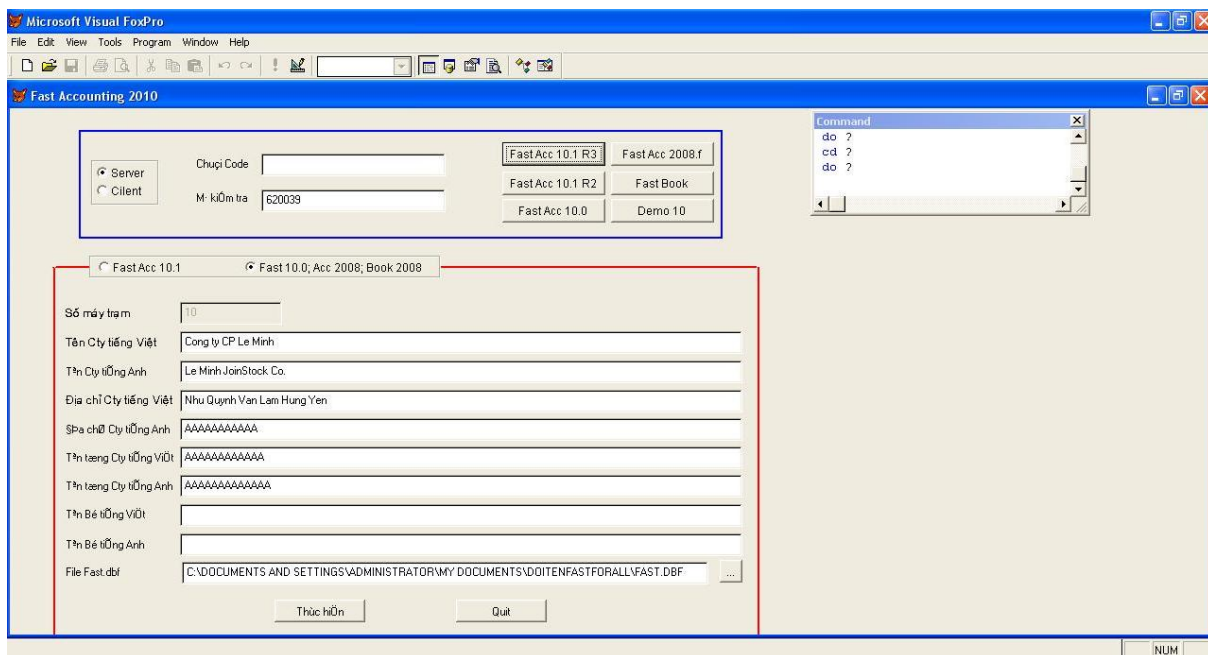 Microsoft Visual FoxPro
File Edit View Tools Program Window Help
Fast Accounting 2010
Command
do ?
cd ?
do ?
Server
Cilent
Chuçi Code
M· kiÓm tra 620039
Fast Acc 10.1 R3 Fast Acc 2008.f
Fast Acc 10.1 R2 Fast Book
Fast Acc 10.0 Demo 10
Fast Acc 10.1 Fast 10.0; Acc 2008; Book 2008
Số máy trạm 10
Tên Cty tiếng Việt Cong ty CP Le Minh
Tªn Cty tiÕng Anh Le Minh JoinStock Co.
Địa chỉ Cty tiếng Việt Nhu Quynh Van Lam Hung Yen
§Þa chØ Cty tiÕng Anh AAAAAAAAAAA
Tªn tæng Cty tiÕng ViÖt AAAAAAAAAAAA
Tªn tæng Cty tiÕng Anh AAAAAAAAAAAAA
Tªn Bé tiÕng ViÖt
Tªn Bé tiÕng Anh
File Fast.dbf C:\DOCUMENTS AND SETTINGS\ADMINISTRATOR\MY DOCUMENTS\DOITENFASTFORALL\FAST.DBF ...
Thùc hiÖn Quit
NUM